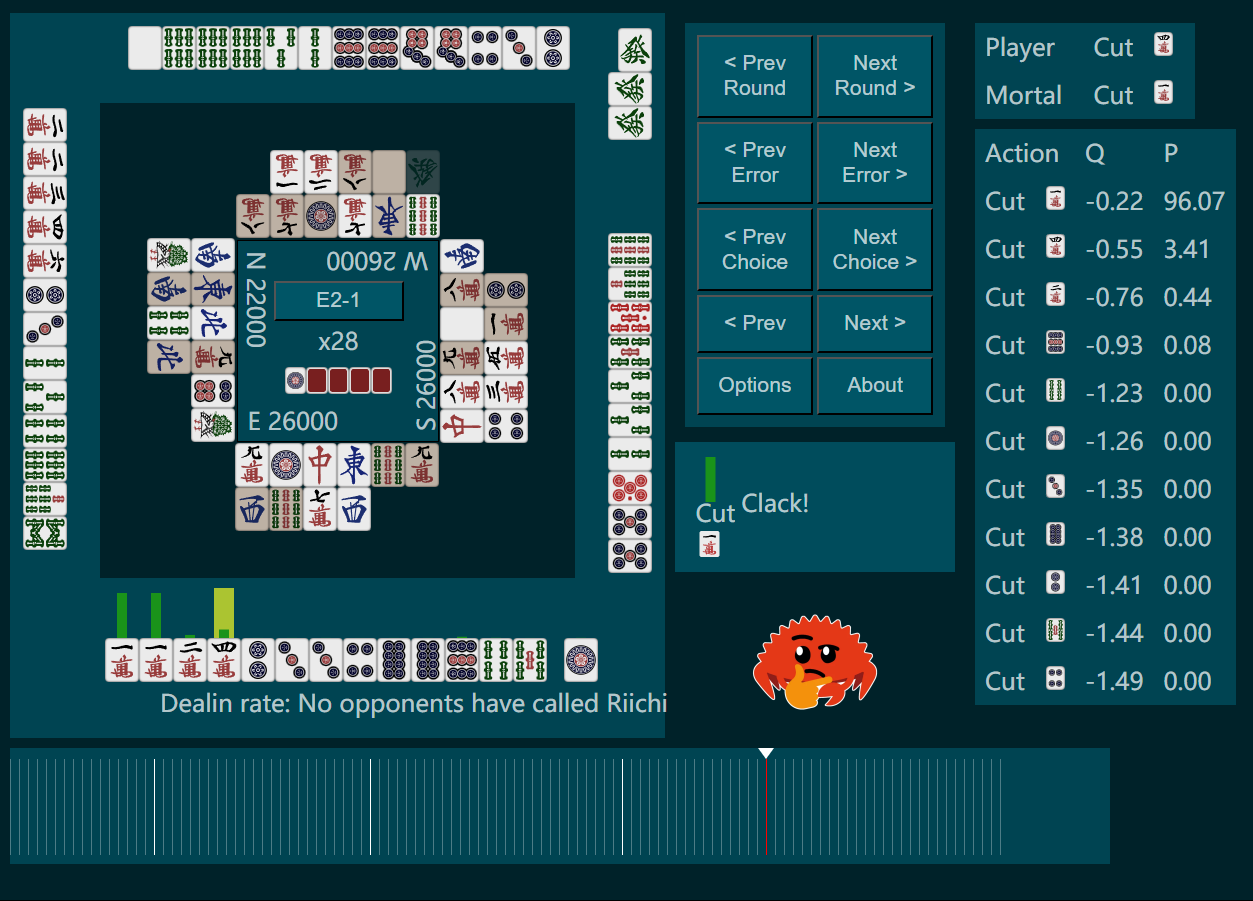 W 26000
N 22000
E2-1
x28
S 26000
E 26000
Dealin rate: No opponents have called Riichi
< Prev Round
Next Round >
< Prev Error
Next Error >
< Prev Choice
Next Choice >
< Prev
Next >
Options
About
Cut
Clack!
Player Cut
Mortal Cut
Action Q P
Cut -0.22 96.07
Cut -0.55 3.41
Cut -0.76 0.44
Cut -0.93 0.08
Cut -1.23 0.00
Cut -1.26 0.00
Cut -1.35 0.00
Cut -1.38 0.00
Cut -1.41 0.00
Cut -1.44 0.00
Cut -1.49 0.00